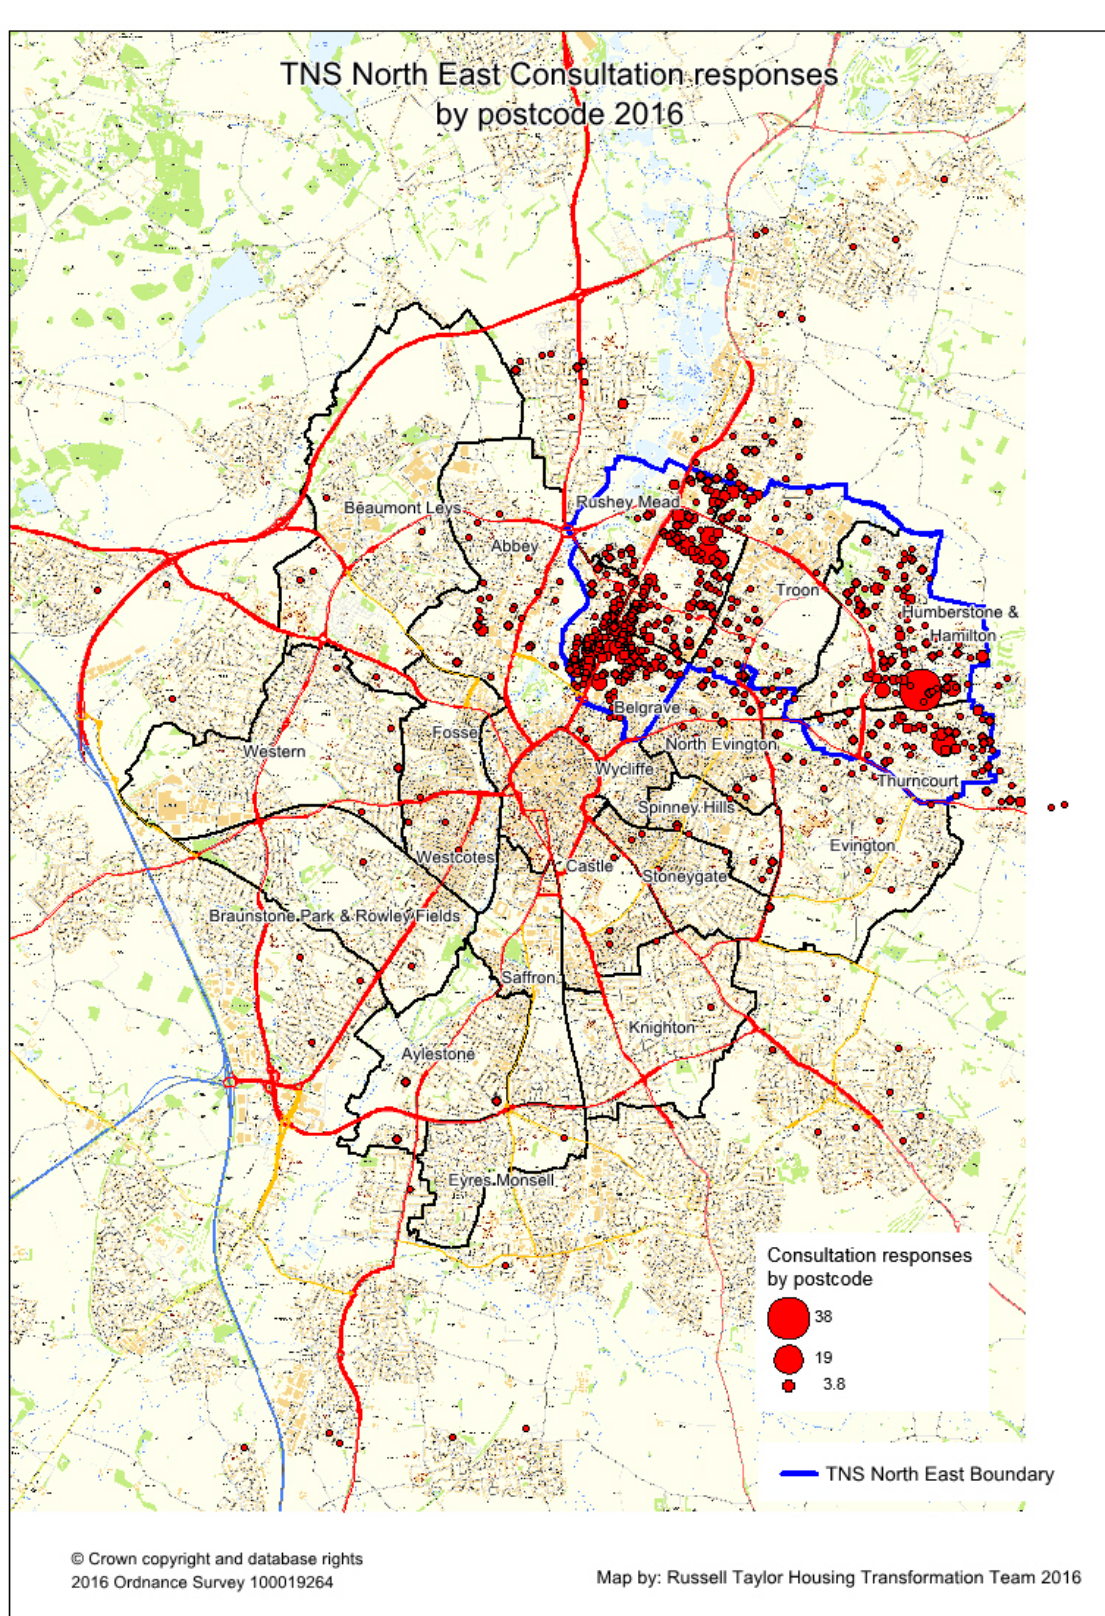 TNS North East Consultation responses
by postcode 2016
Rushey Mead
Beaumont Leys
Abbey
Troon
Humberstone &
Hamilton
Belgrave
Fosse
North Evington
Western
Wycliffe
Thurncourt
Spinney Hills
Evington
Westcotes
Castle
Stoneygate
Braunstone Park & Rowley Fields
Saffron
Knighton
Aylestone
Eyres Monsell
Consultation responses
by postcode
38
19
3.8
TNS North East Boundary
© Crown copyright and database rights
2016 Ordnance Survey 100019264
Map by: Russell Taylor Housing Transformation Team 2016